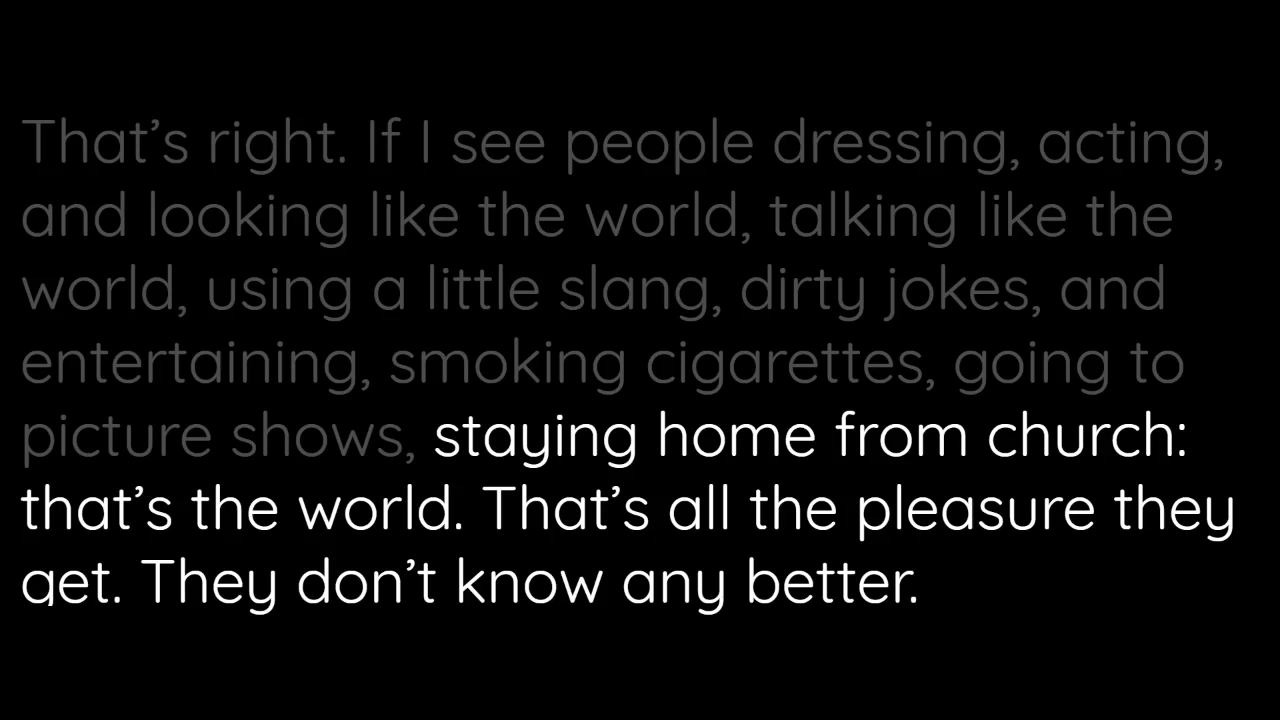 That’s right. If I see people dressing, acting,
and looking like the world, talking like the
world, using a little slang, dirty jokes, and
entertaining, smoking cigarettes, going to
picture shows, staying home from church:
that’s the world. That’s all the pleasure they
get. They don’t know any better.